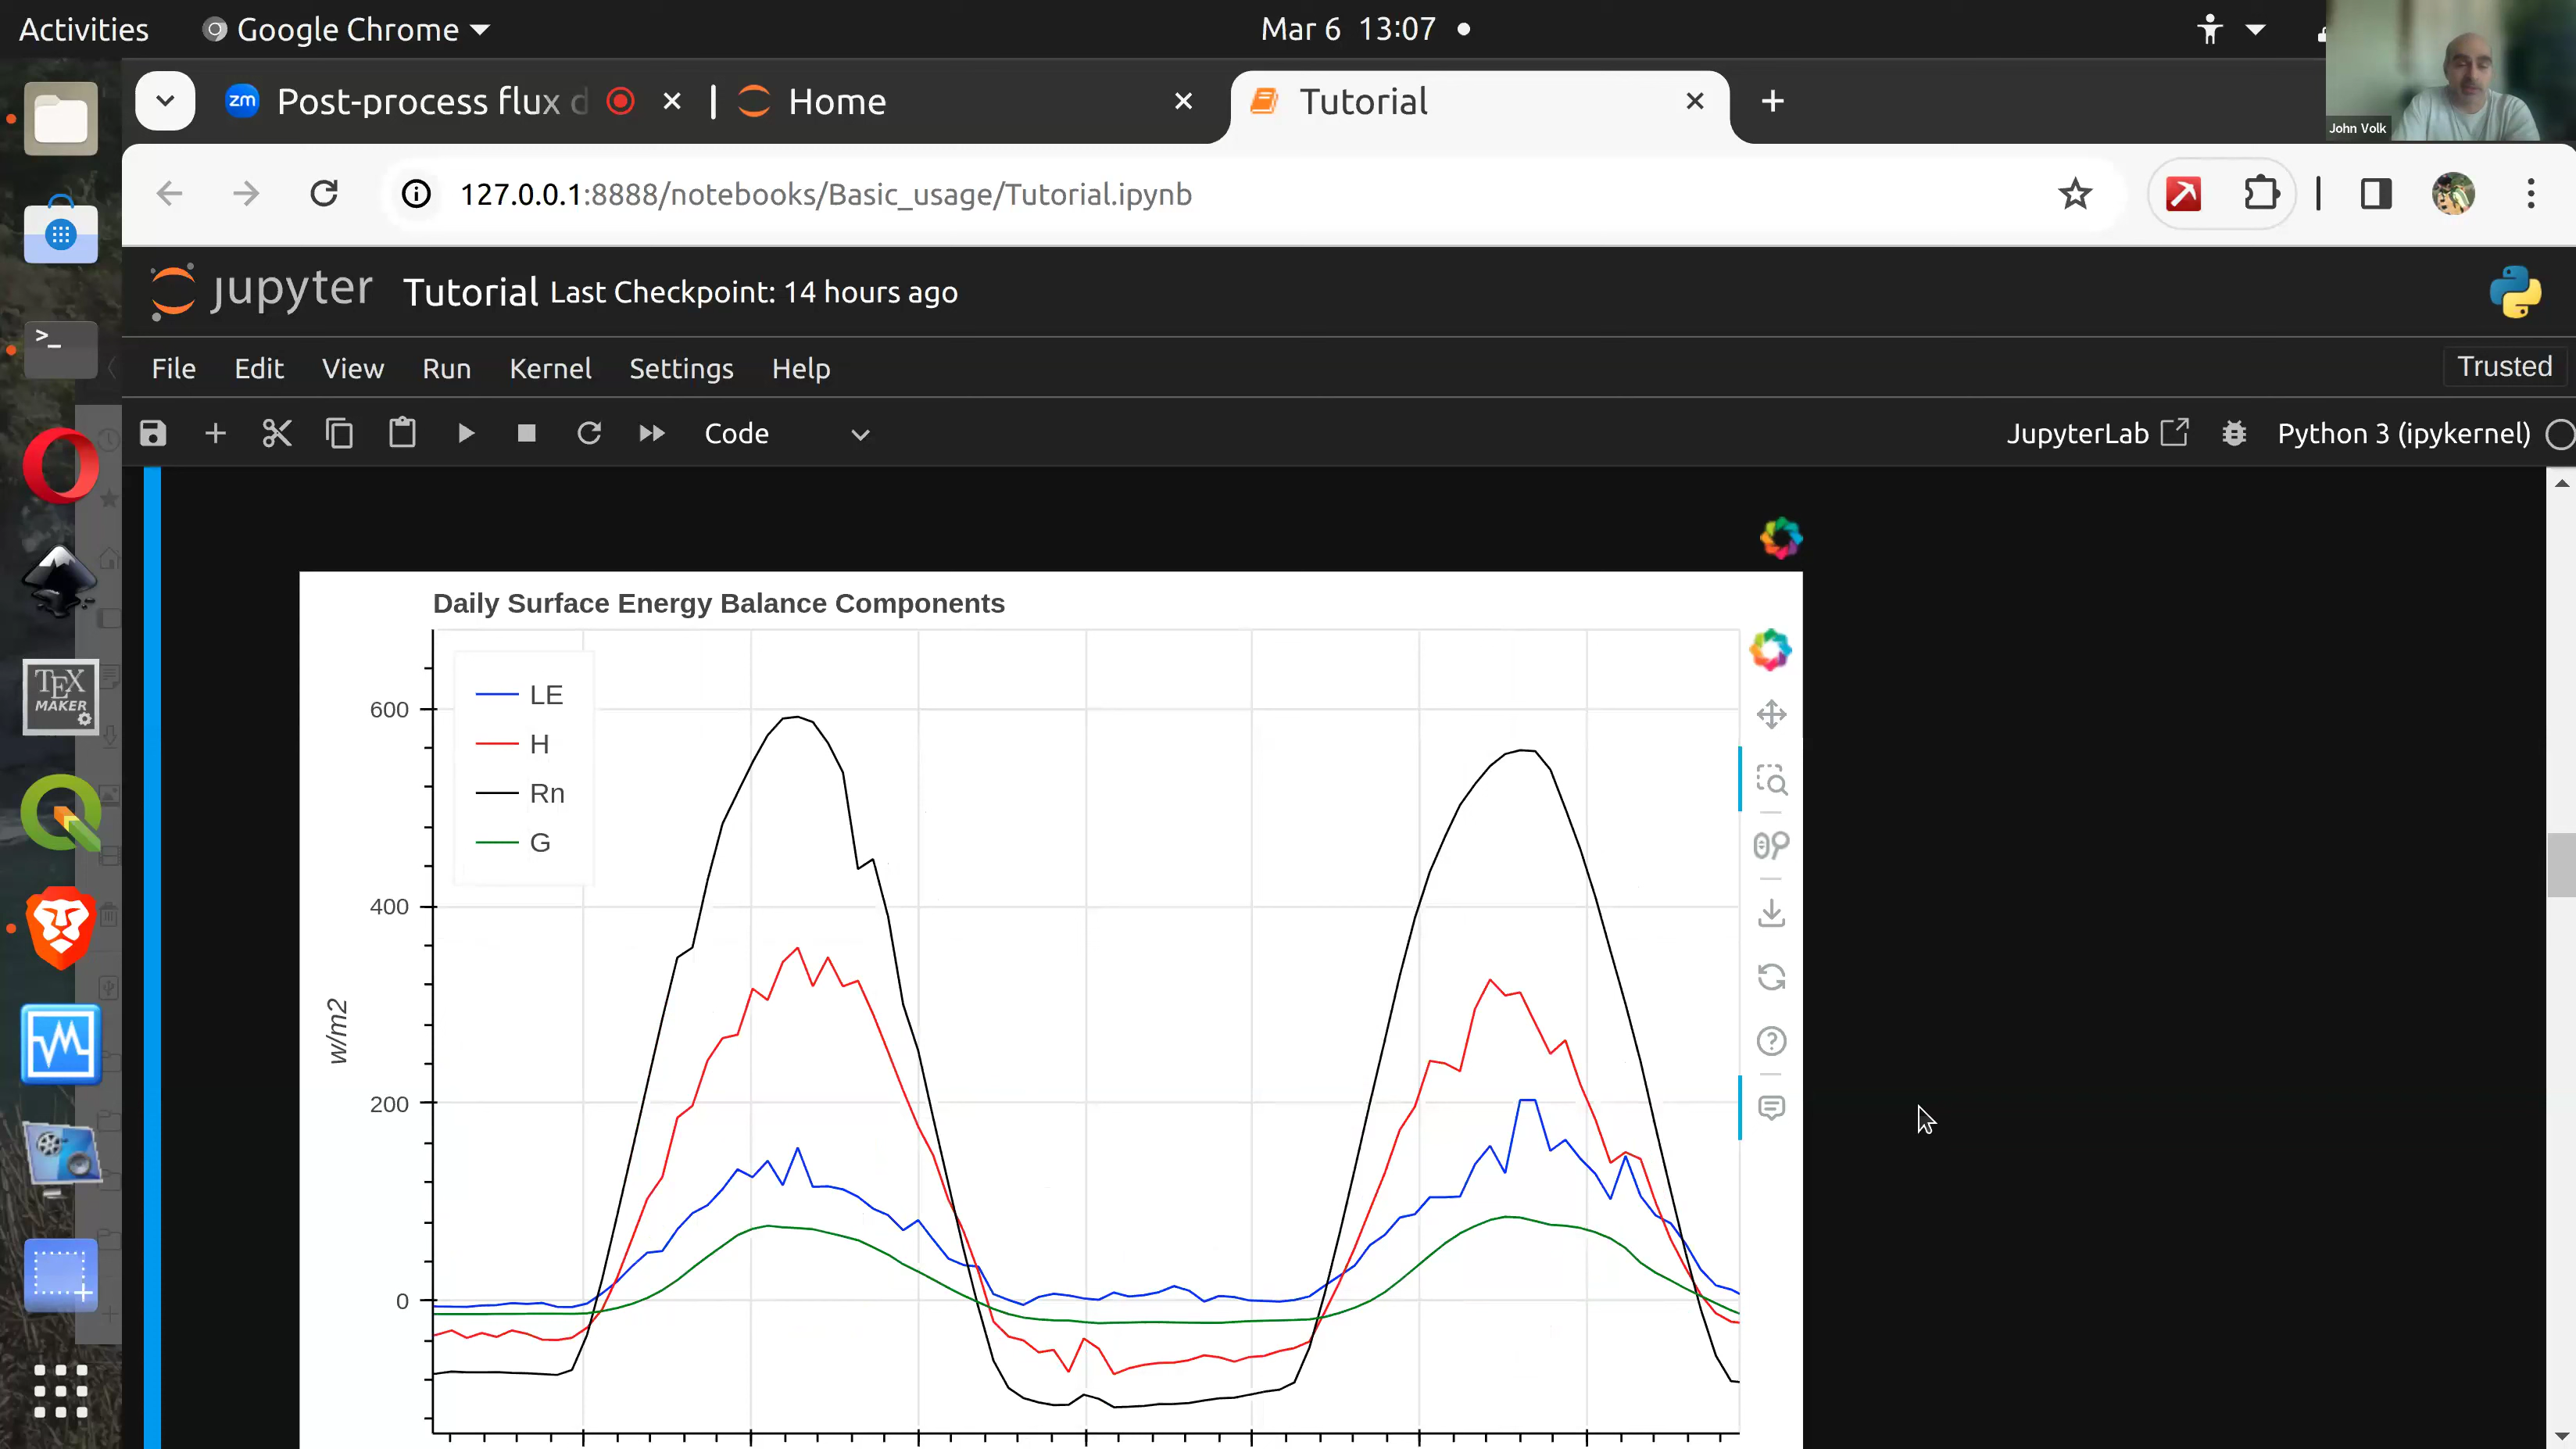 Activities
Google Chrome
Mar 6 13:07
John Volk
zm
Post-process flux d
Home
Tutorial
127.0.0.1:8888/notebooks/Basic_usage/Tutorial.ipynb
jupyter
Tutorial Last Checkpoint: 14 hours ago
File Edit View Run Kernel Settings Help
Trusted
Code
JupyterLab
Python 3 (ipykernel)
TEX
MAKER
Daily Surface Energy Balance Components
LE
H
Rn
G
600
400
200
0
w/m2